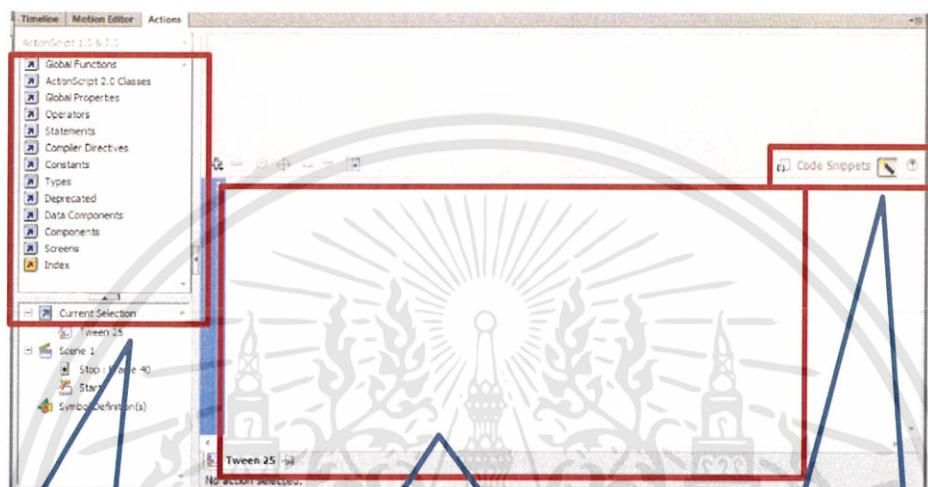 Timeline Motion Editor Actions
ActionScript 1.0 & 2.0
Global Functions
ActionScript 2.0 Classes
Global Properties
Operators
Statements
Compiler Directives
Constants
Types
Deprecated
Data Components
Components
Screens
Index
Code Snippets
Current Selection
Tween 25
Scene 1
Stop : Frame 40
Start
Symbol Definition(s)
Tween 25
No action selected.